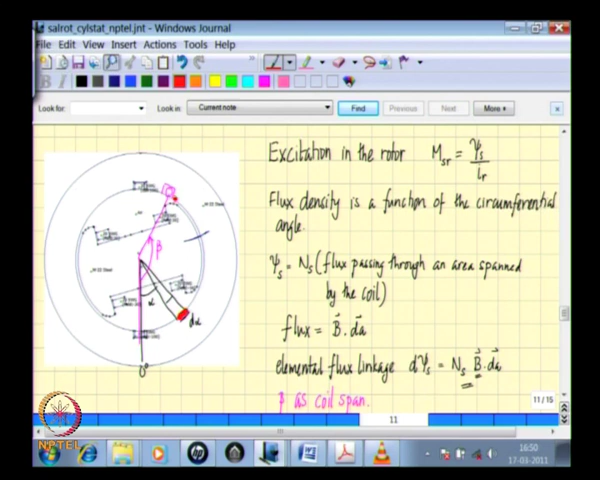 salrot_cylstat_nptel.jnt - Windows Journal
File Edit View Insert Actions Tools Help
Look for: Look in: Current note Find Previous Next More
Excitation in the rotor Msr = ψs / ir
Flux density is a function of the circumferential
angle.
ψs = Ns (flux passing through an area spanned
by the coil)
flux = B⃗ . da⃗
elemental flux linkage dψs = Ns B⃗ . da⃗
β as coil span.
β
α
dα
0°
M-22 Steel
11 / 15
11
NPTEL
16:50
17-03-2011